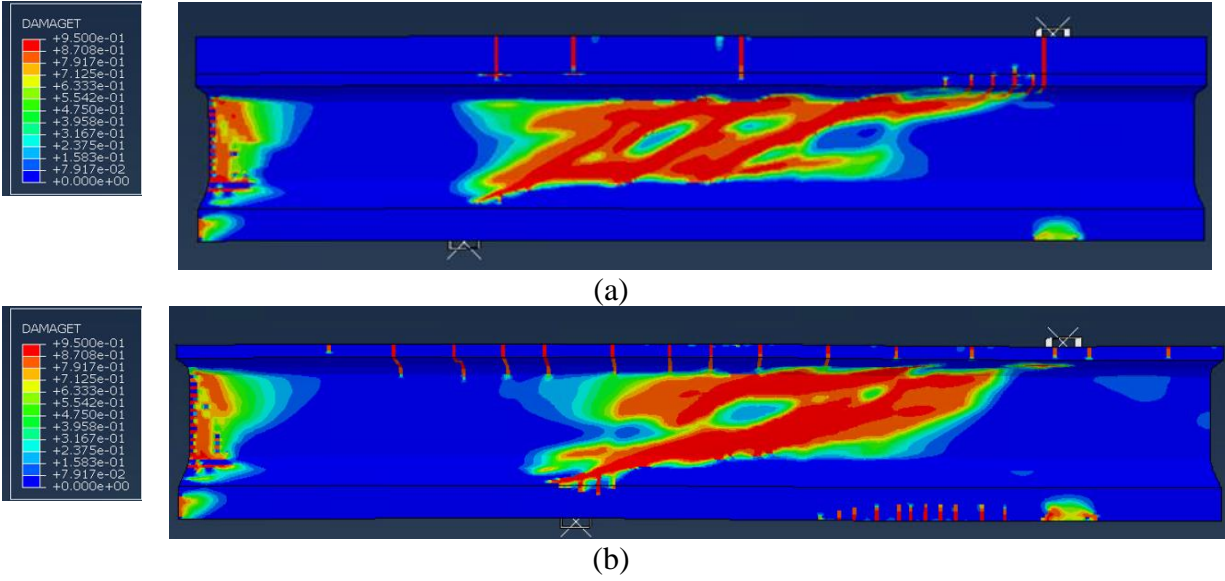 DAMAGET
+9.500e-01
+8.708e-01
+7.917e-01
+7.125e-01
+6.333e-01
+5.542e-01
+4.750e-01
+3.958e-01
+3.167e-01
+2.375e-01
+1.583e-01
+7.917e-02
+0.000e+00
(a)
DAMAGET
+9.500e-01
+8.708e-01
+7.917e-01
+7.125e-01
+6.333e-01
+5.542e-01
+4.750e-01
+3.958e-01
+3.167e-01
+2.375e-01
+1.583e-01
+7.917e-02
+0.000e+00
(b)